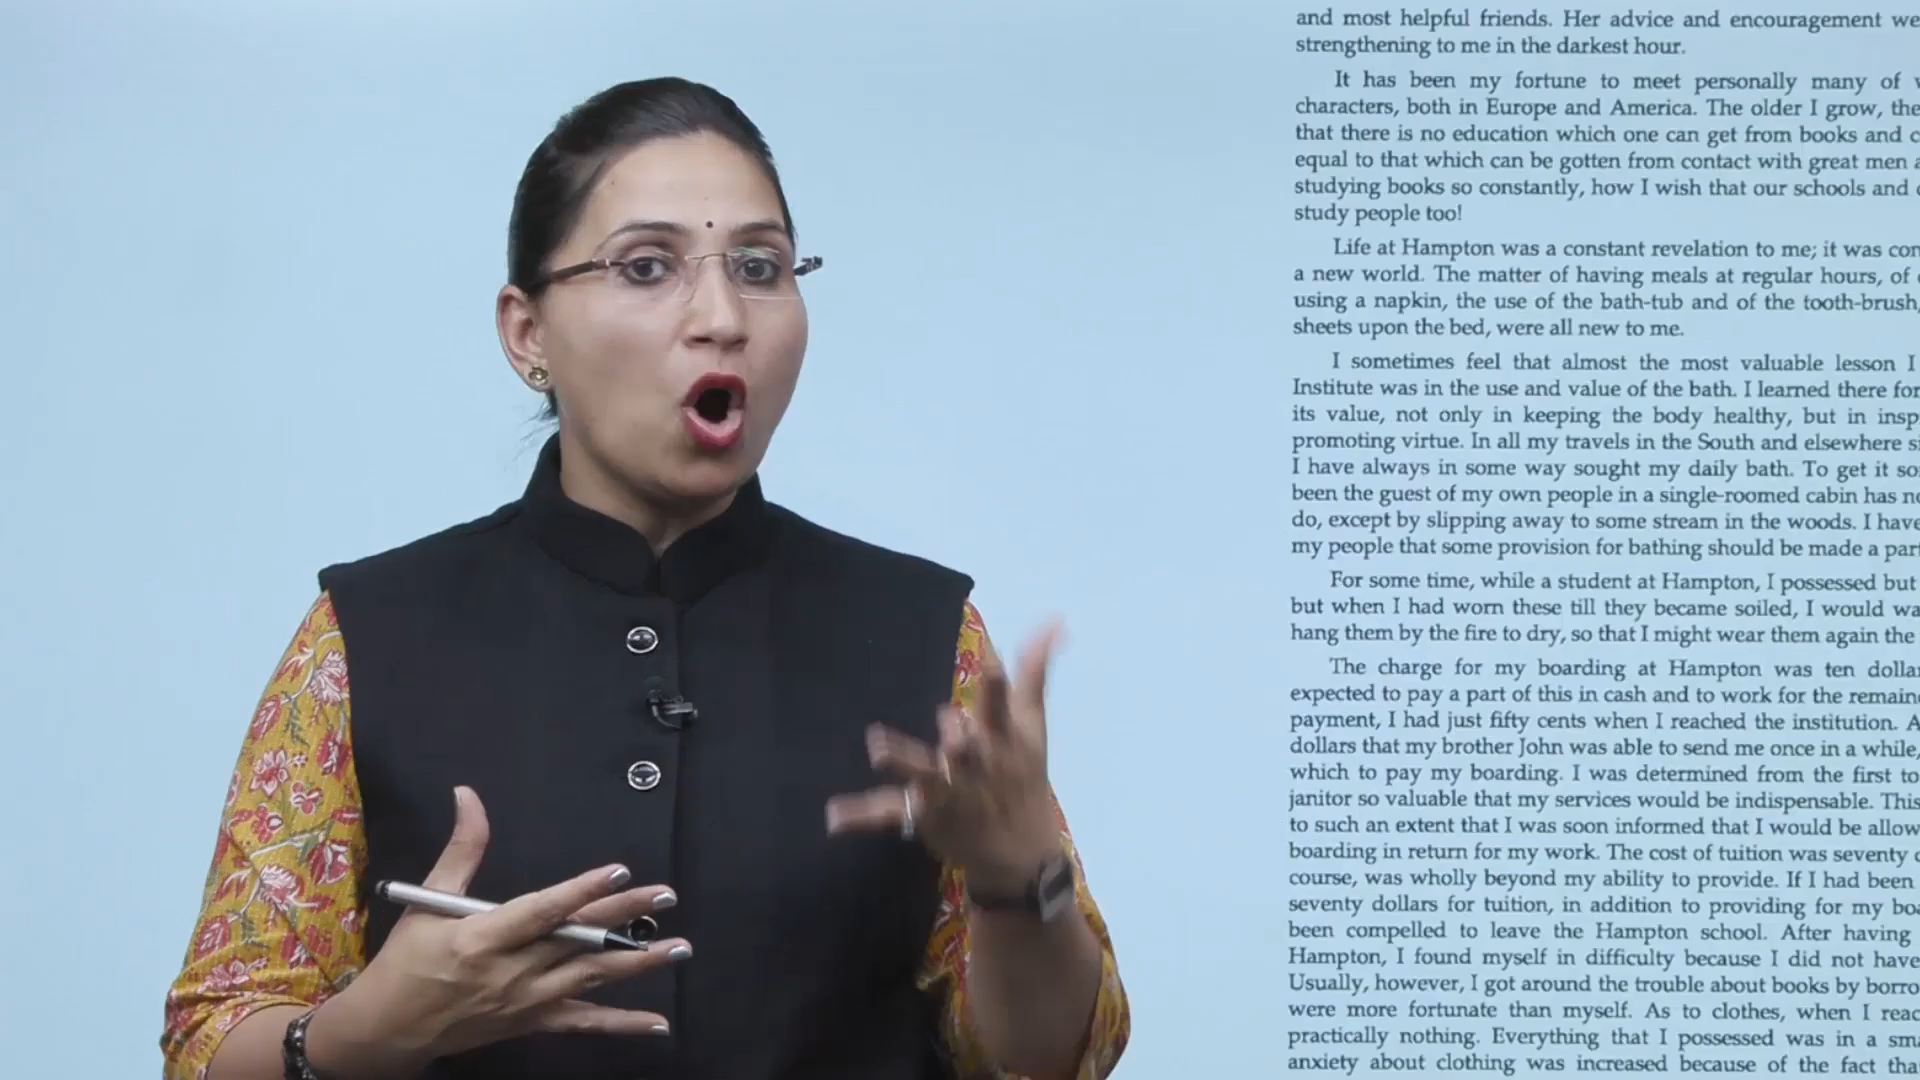 and most helpful friends. Her advice and encouragement we
strengthening to me in the darkest hour.
It has been my fortune to meet personally many of
characters, both in Europe and America. The older I grow, the
that there is no education which one can get from books and c
equal to that which can be gotten from contact with great men a
studying books so constantly, how I wish that our schools and
study people too!
Life at Hampton was a constant revelation to me; it was con
a new world. The matter of having meals at regular hours, of
using a napkin, the use of the bath-tub and of the tooth-brush,
sheets upon the bed, were all new to me.
I sometimes feel that almost the most valuable lesson I
Institute was in the use and value of the bath. I learned there for
its value, not only in keeping the body healthy, but in insp
promoting virtue. In all my travels in the South and elsewhere si
I have always in some way sought my daily bath. To get it so
been the guest of my own people in a single-roomed cabin has no
do, except by slipping away to some stream in the woods. I have
my people that some provision for bathing should be made a part
For some time, while a student at Hampton, I possessed but
but when I had worn these till they became soiled, I would wa
hang them by the fire to dry, so that I might wear them again the
The charge for my boarding at Hampton was ten dollar
expected to pay a part of this in cash and to work for the remain
payment, I had just fifty cents when I reached the institution. A
dollars that my brother John was able to send me once in a while,
which to pay my boarding. I was determined from the first to
janitor so valuable that my services would be indispensable. This
to such an extent that I was soon informed that I would be allow
boarding in return for my work. The cost of tuition was seventy
course, was wholly beyond my ability to provide. If I had been
seventy dollars for tuition, in addition to providing for my boa
been compelled to leave the Hampton school. After having
Hampton, I found myself in difficulty because I did not have
Usually, however, I got around the trouble about books by borro
were more fortunate than myself. As to clothes, when I reac
practically nothing. Everything that I possessed was in a sma
anxiety about clothing was increased because of the fact tha